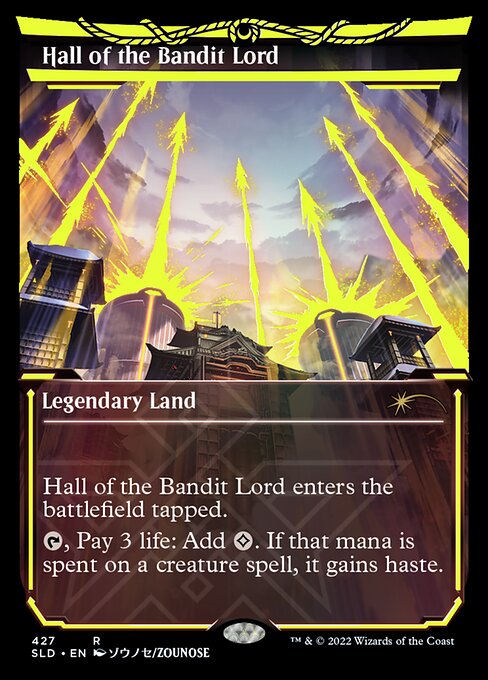 Hall of the Bandit Lord
Legendary Land
Hall of the Bandit Lord enters the
battlefield tapped.
, Pay 3 life: Add . If that mana is
spent on a creature spell, it gains haste.
427 R
SLD • EN ゾウノセ/ZOUNOSE
™ & © 2022 Wizards of the Coast